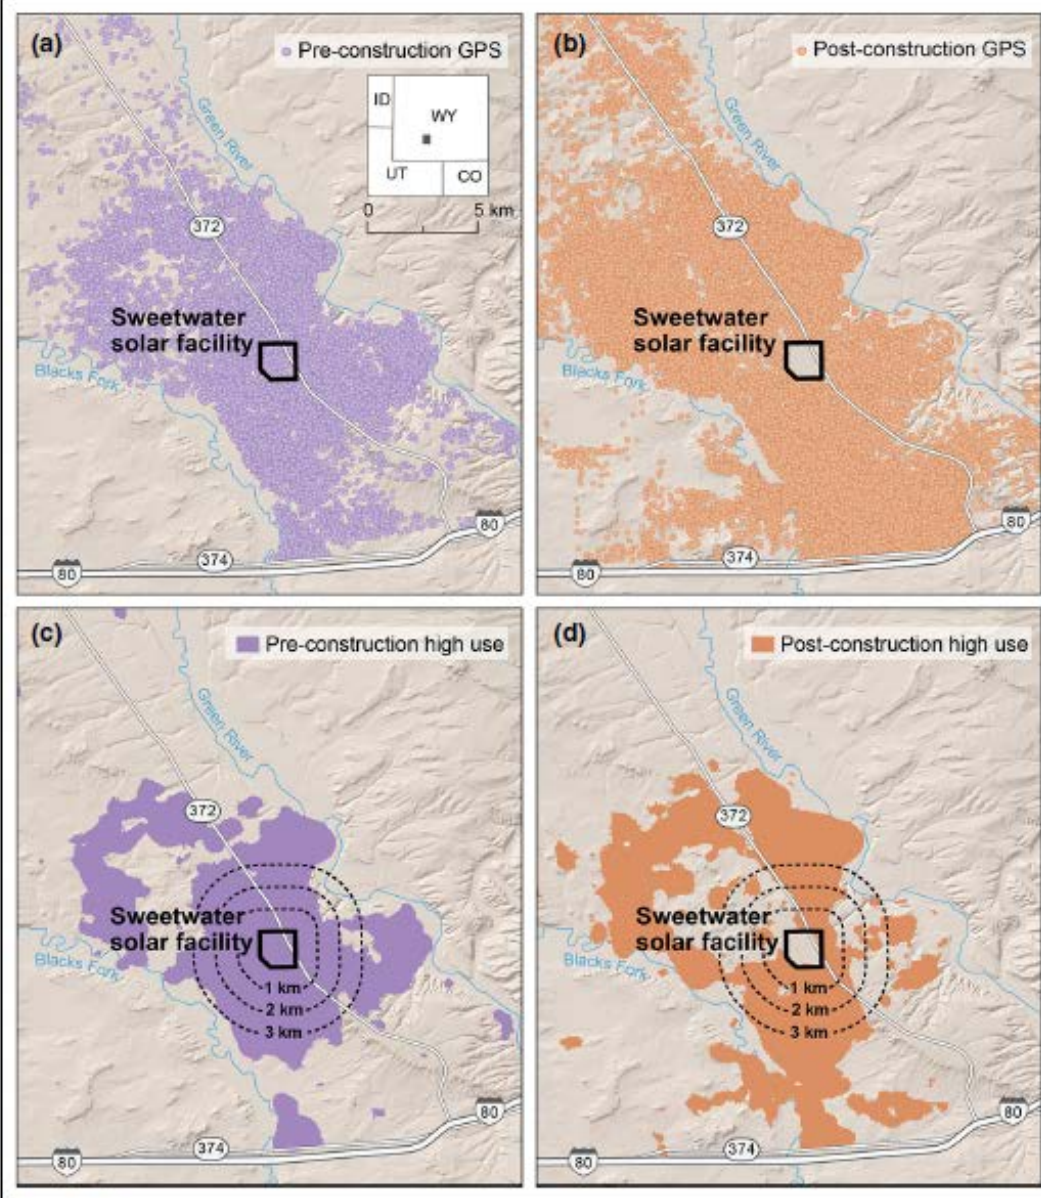 (a)
Pre-construction GPS
ID
WY
UT
CO
0 5 km
Green River
372
Sweetwater
solar facility
Blacks Fork
80
374
80
(b)
Post-construction GPS
Green River
372
Sweetwater
solar facility
Blacks Fork
80
374
80
(c)
Pre-construction high use
Green River
372
Sweetwater
solar facility
Blacks Fork
1 km
2 km
3 km
80
374
80
(d)
Post-construction high use
Green River
372
Sweetwater
solar facility
Blacks Fork
1 km
2 km
3 km
80
374
80